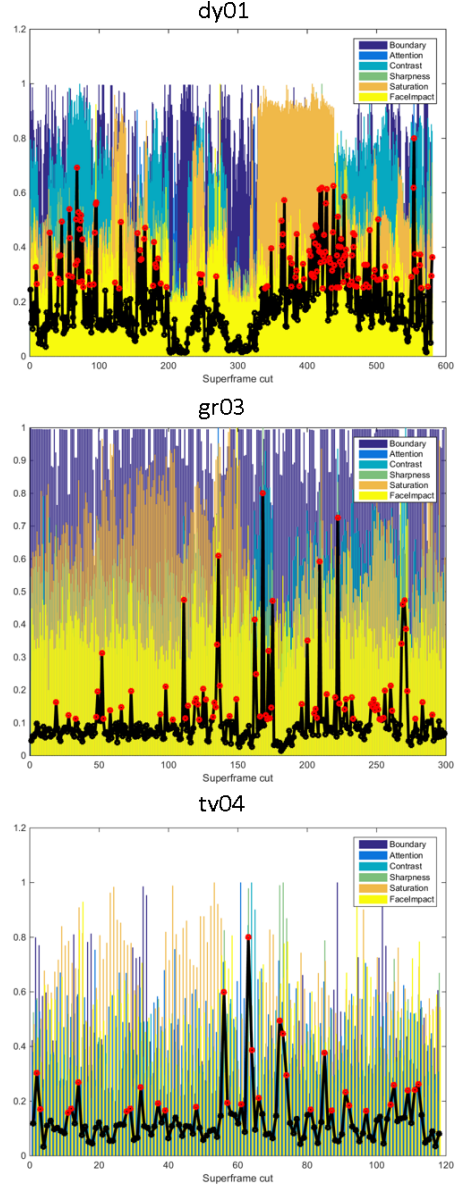 dy01
1.2
Boundary
Attention
Contrast
Sharpness
Saturation
FaceImpact
1
0.8
0.6
0.4
0.2
0
0 100 200 300 400 500 600
Superframe cut
gr03
1
Boundary
Attention
Contrast
Sharpness
Saturation
FaceImpact
0.9
0.8
0.7
0.6
0.5
0.4
0.3
0.2
0.1
0
0 50 100 150 200 250 300
Superframe cut
tv04
1.2
Boundary
Attention
Contrast
Sharpness
Saturation
FaceImpact
1
0.8
0.6
0.4
0.2
0
0 20 40 60 80 100 120
Superframe cut